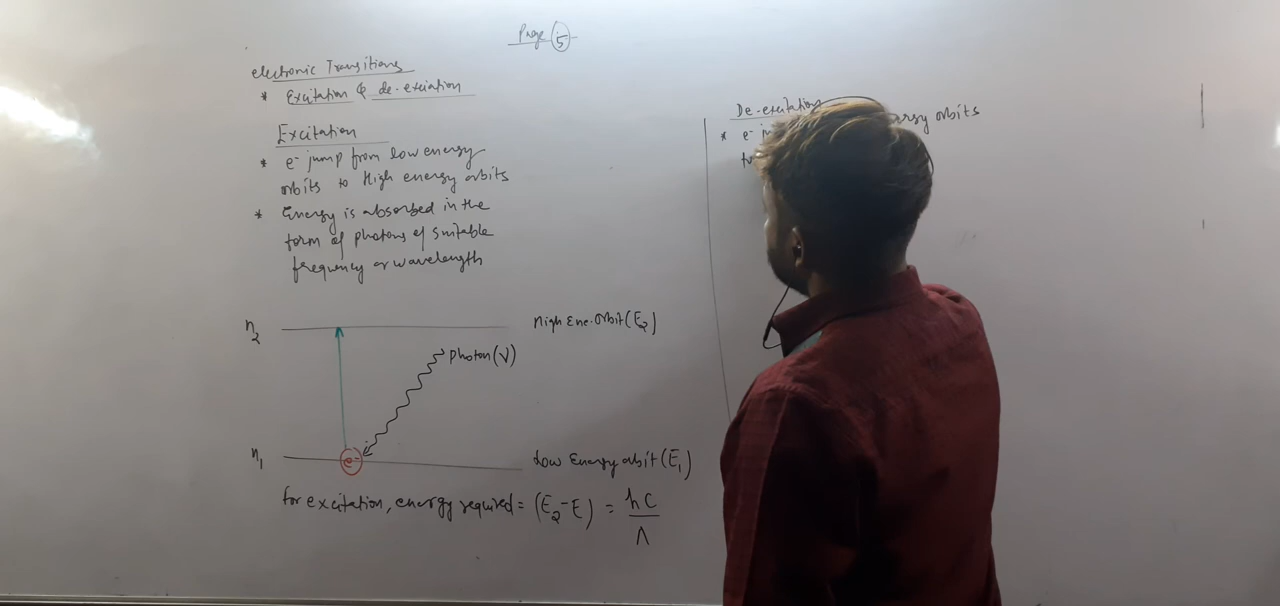 Page 5
electronic Transitions
* Excitation & de-exciation
Excitation
* e- jump from low energy
orbits to High energy orbits
* Energy is absorbed in the
form of photons of suitable
frequency or wavelength
n2 High Ene. Orbit (E2)
Photon (ν)
e-
n1 Low Energy orbit (E1)
for excitation, energy required = (E2-E) = hc/λ
De-excitation
* e- orbits